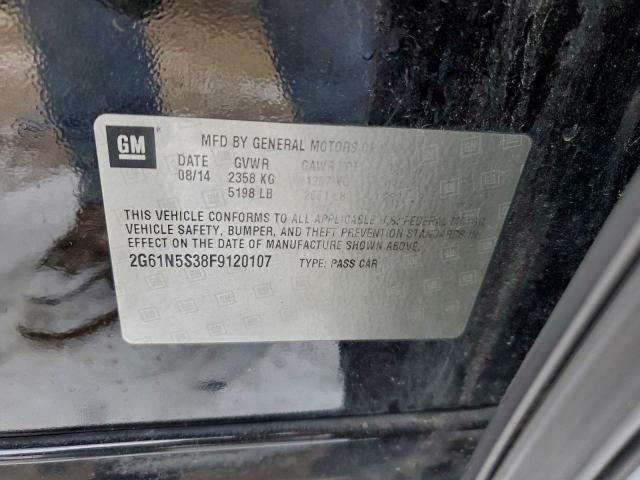 GM
MFD BY GENERAL MOTORS OF
DATE GVWR GAWR
08/14 2358 KG
5198 LB
THIS VEHICLE CONFORMS TO ALL APPLICABLE U.S. FEDERAL MOTOR
VEHICLE SAFETY, BUMPER, AND THEFT PREVENTION STANDARDS IN
EFFECT ON THE DATE OF MANUFACTURE SHOWN ABOVE.
2G61N5S38F9120107 TYPE: PASS CAR